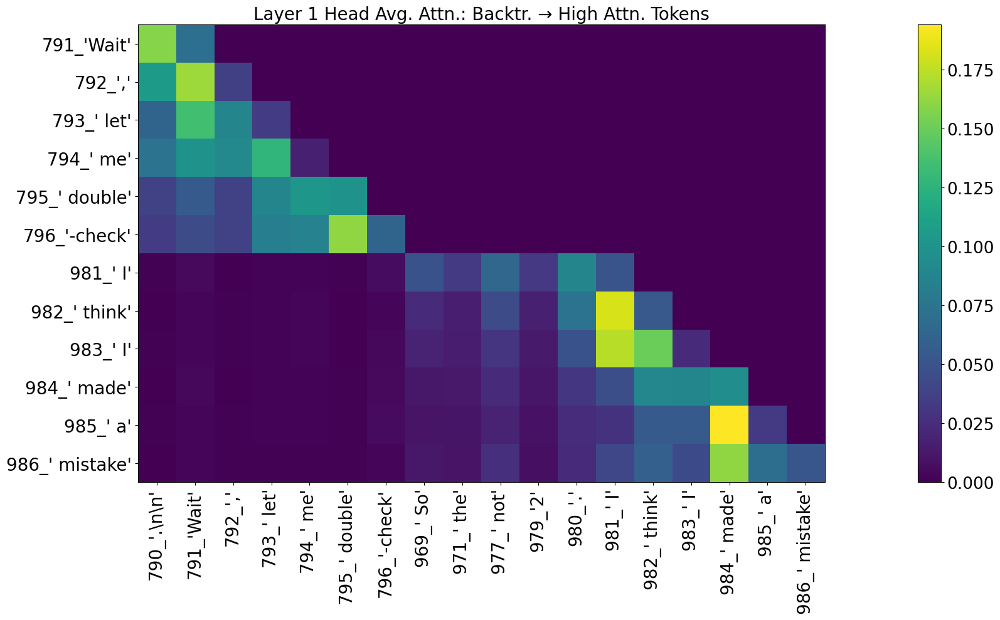 Layer 1 Head Avg. Attn.: Backtr. → High Attn. Tokens
791_'Wait'
792_','
793_' let'
794_' me'
795_' double'
796_'-check'
981_' I'
982_' think'
983_' I'
984_' made'
985_' a'
986_' mistake'
790_'.\n\n'
791_'Wait'
792_','
793_' let'
794_' me'
795_' double'
796_'-check'
969_' So'
971_' the'
977_' not'
979_'2'
980_'.'
981_' I'
982_' think'
983_' I'
984_' made'
985_' a'
986_' mistake'
0.175
0.150
0.125
0.100
0.075
0.050
0.025
0.000